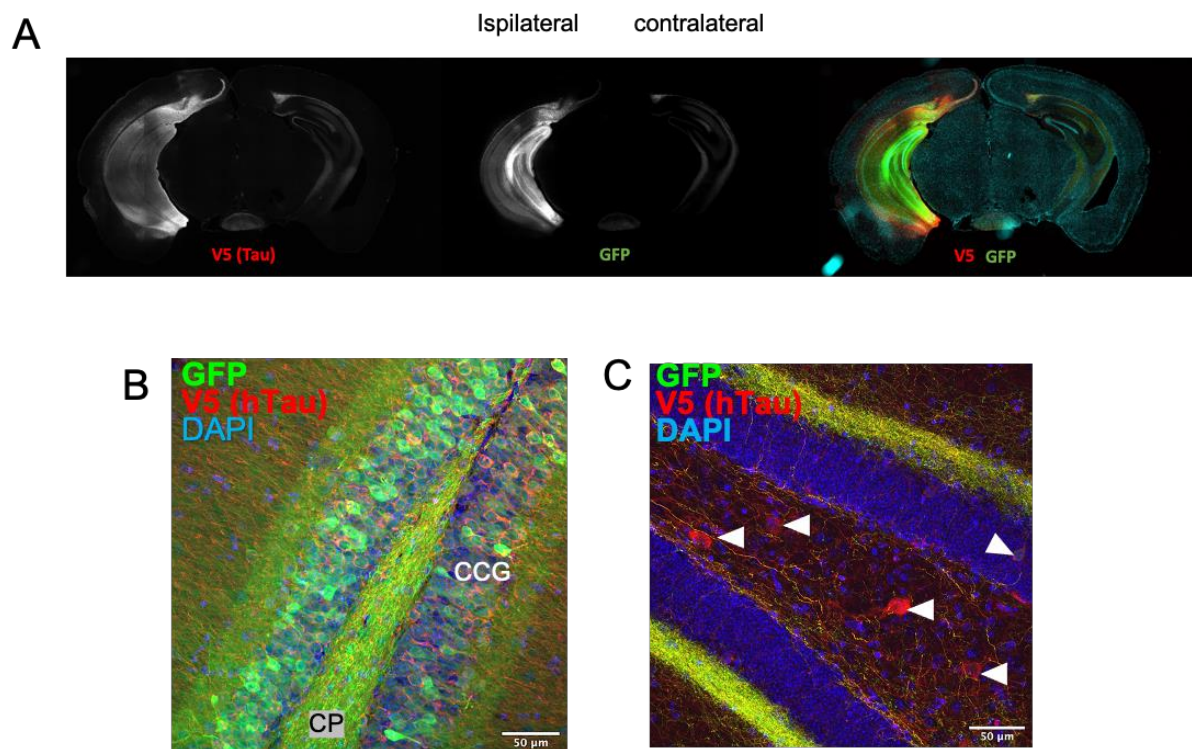 A
Ispilateral contralateral
V5 (Tau) GFP V5 GFP
B
GFP
V5 (hTau)
DAPI
CCG
CP
50 µm
C
GFP
V5 (hTau)
DAPI
50 µm